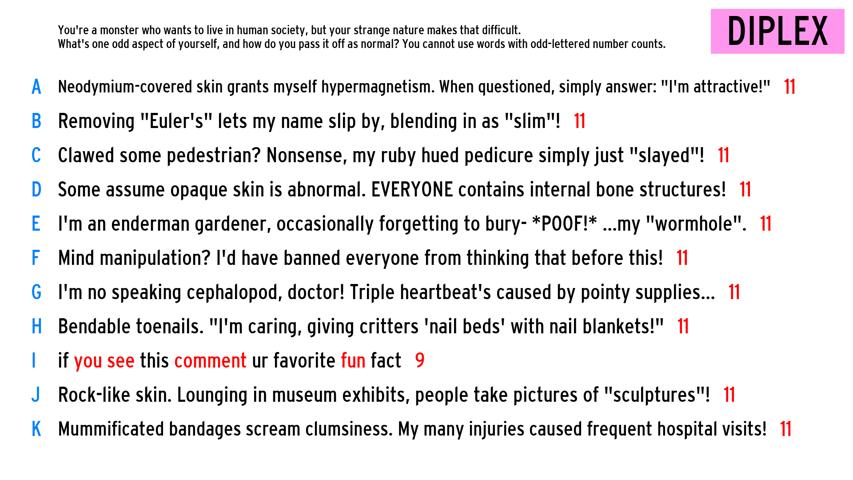 You're a monster who wants to live in human society, but your strange nature makes that difficult.
What's one odd aspect of yourself, and how do you pass it off as normal? You cannot use words with odd-lettered number counts.
DIPLEX
A Neodymium-covered skin grants myself hypermagnetism. When questioned, simply answer: "I'm attractive!" 11
B Removing "Euler's" lets my name slip by, blending in as "slim"! 11
C Clawed some pedestrian? Nonsense, my ruby hued pedicure simply just "slayed"! 11
D Some assume opaque skin is abnormal. EVERYONE contains internal bone structures! 11
E I'm an enderman gardener, occasionally forgetting to bury- *POOF!* ...my "wormhole". 11
F Mind manipulation? I'd have banned everyone from thinking that before this! 11
G I'm no speaking cephalopod, doctor! Triple heartbeat's caused by pointy supplies... 11
H Bendable toenails. "I'm caring, giving critters 'nail beds' with nail blankets!" 11
I if you see this comment ur favorite fun fact 9
J Rock-like skin. Lounging in museum exhibits, people take pictures of "sculptures"! 11
K Mummificated bandages scream clumsiness. My many injuries caused frequent hospital visits! 11